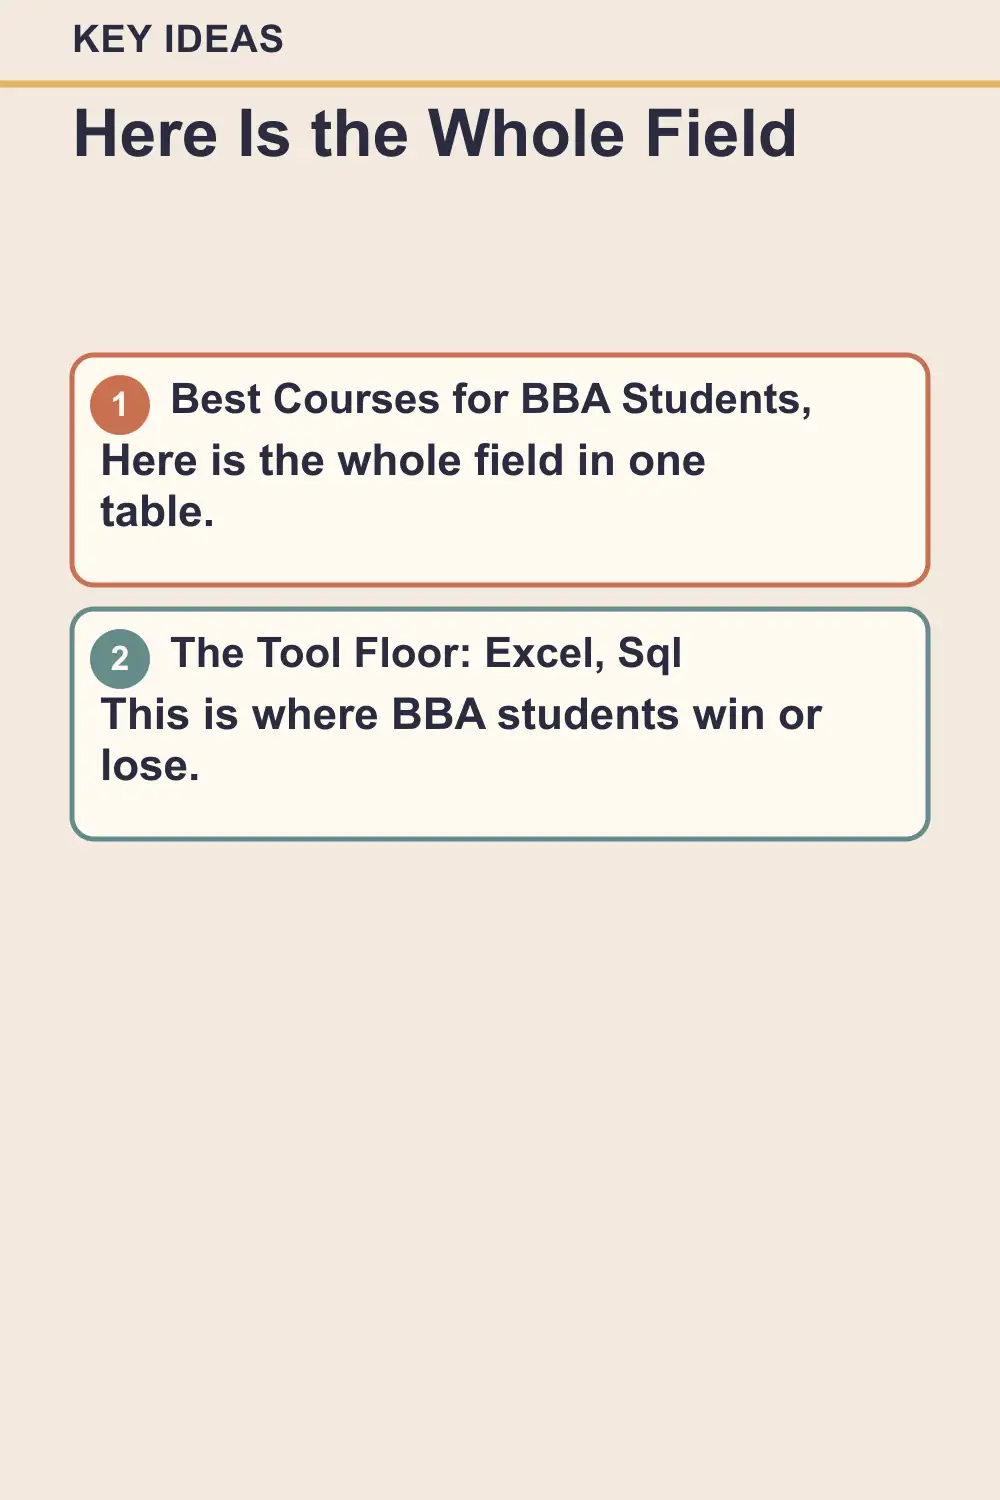 KEY IDEAS
Here Is the Whole Field
1 Best Courses for BBA Students,
Here is the whole field in one
table.
2 The Tool Floor: Excel, Sql
This is where BBA students win or
lose.